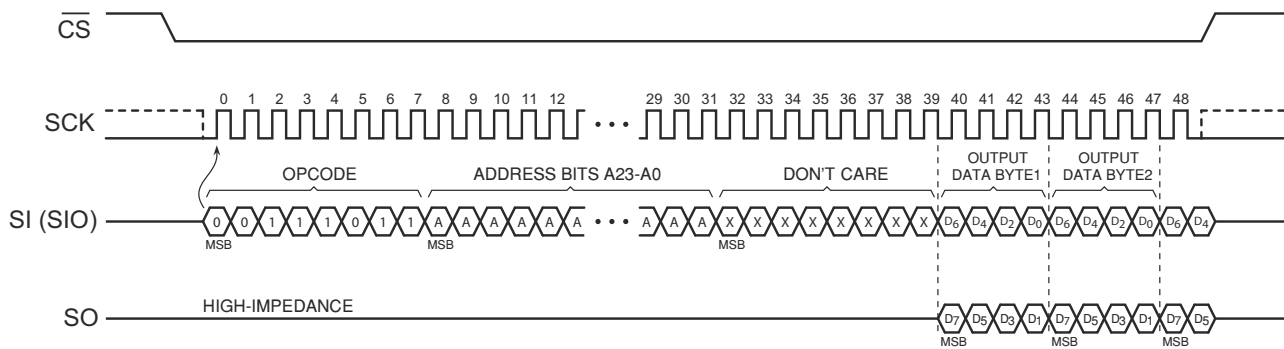 CS
SCK
0 1 2 3 4 5 6 7 8 9 10 11 12 29 30 31 32 33 34 35 36 37 38 39 40 41 42 43 44 45 46 47 48
OPCODE
ADDRESS BITS A23-A0
DON'T CARE
OUTPUT
DATA BYTE1
OUTPUT
DATA BYTE2
SI (SIO)
0 0 1 1 1 0 1 1 A A A A A A A A A X X X X X X X X D6 D4 D2 D0 D6 D4 D2 D0 D6 D4
MSB MSB MSB
SO
HIGH-IMPEDANCE
D7 D5 D3 D1 D7 D5 D3 D1 D7 D5
MSB MSB MSB